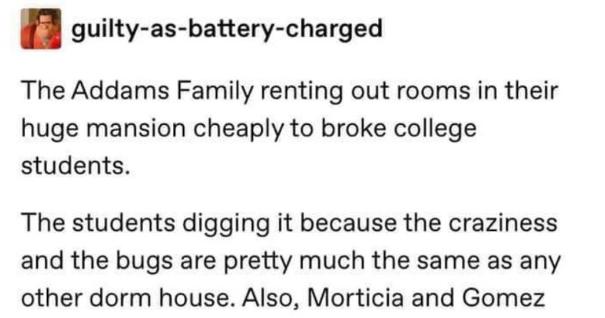 guilty-as-battery-charged
The Addams Family renting out rooms in their
huge mansion cheaply to broke college
students.
The students digging it because the craziness
and the bugs are pretty much the same as any
other dorm house. Also, Morticia and Gomez